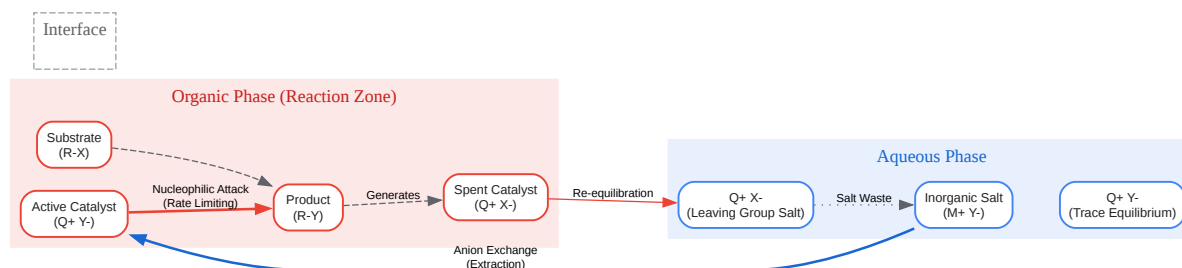 Interface
Organic Phase (Reaction Zone)
Substrate
(R-X)
Nucleophilic Attack
(Rate Limiting)
Active Catalyst
(Q+ Y-)
Product
(R-Y)
Generates
Spent Catalyst
(Q+ X-)
Re-equilibration
Aqueous Phase
Q+ X-
(Leaving Group Salt)
Salt Waste
Inorganic Salt
(M+ Y-)
Q+ Y-
(Trace Equilibrium)
Anion Exchange
(Extraction)